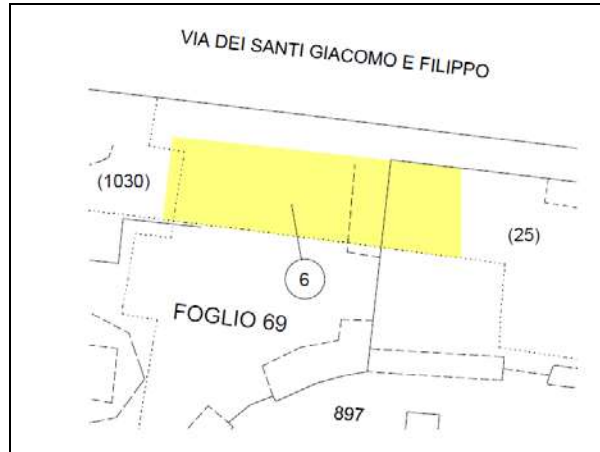 VIA DEI SANTI GIACOMO E FILIPPO
(1030)
(25)
6
FOGLIO 69
897